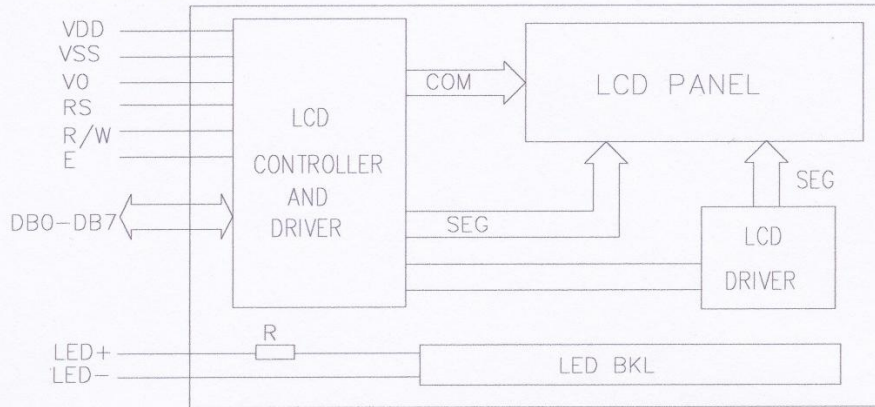 VDD
VSS
VO
RS
R/W
E
DB0-DB7
LED+
LED-
LCD
CONTROLLER
AND
DRIVER
COM
SEG
LCD PANEL
SEG
LCD
DRIVER
R
LED BKL